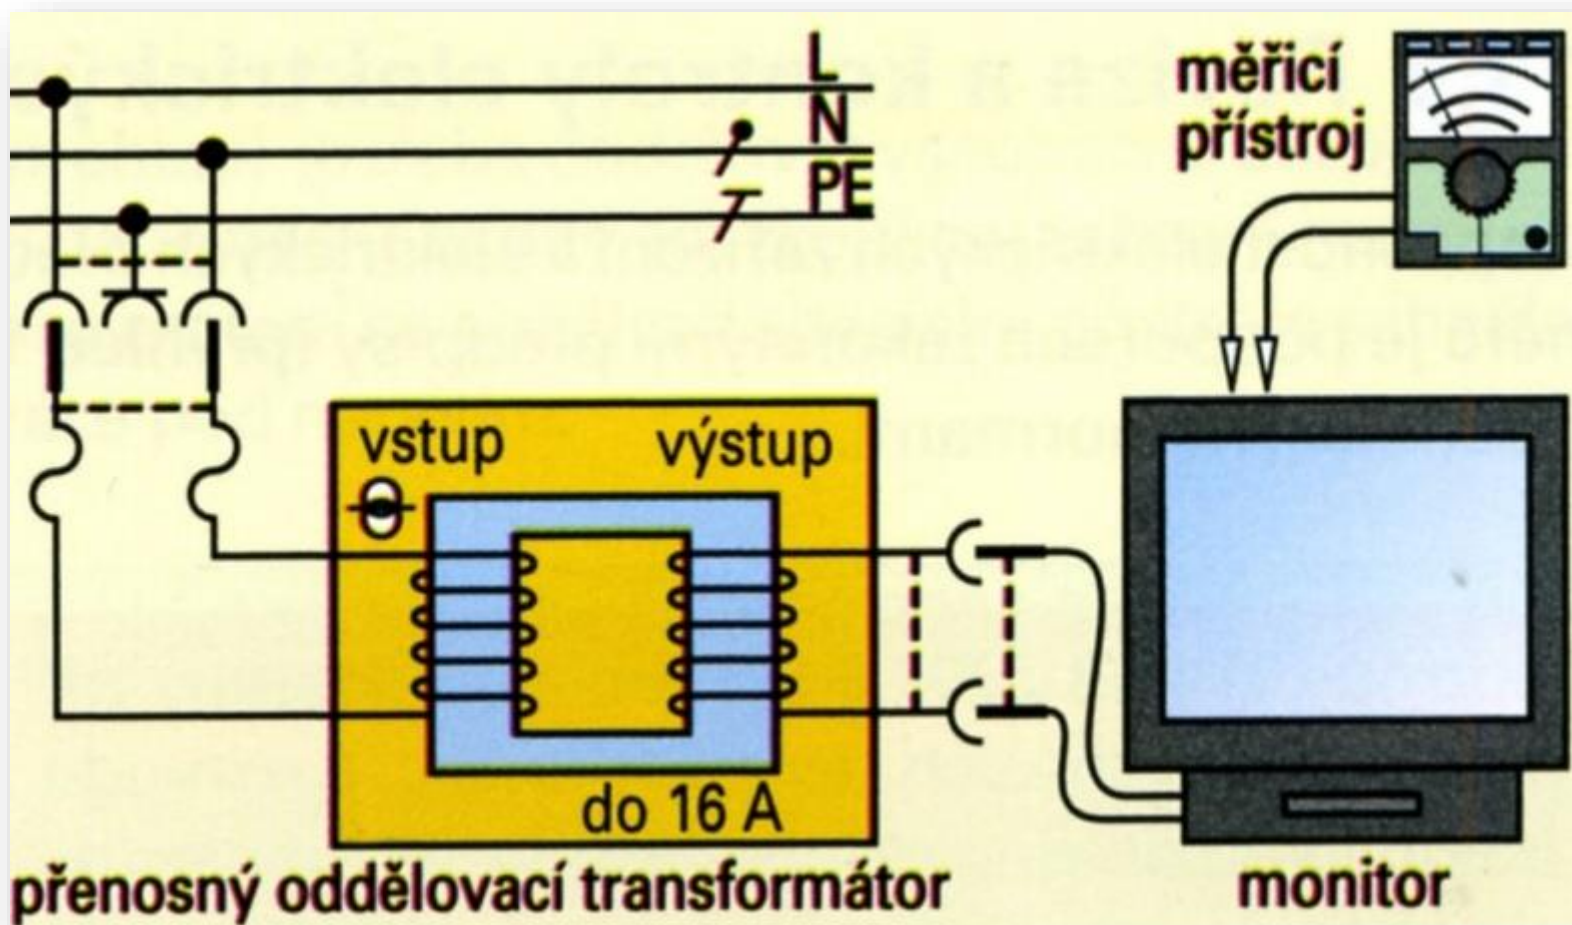 L
N
PE
měřicí
přístroj
vstup
výstup
do 16 A
přenosný oddělovací transformátor
monitor